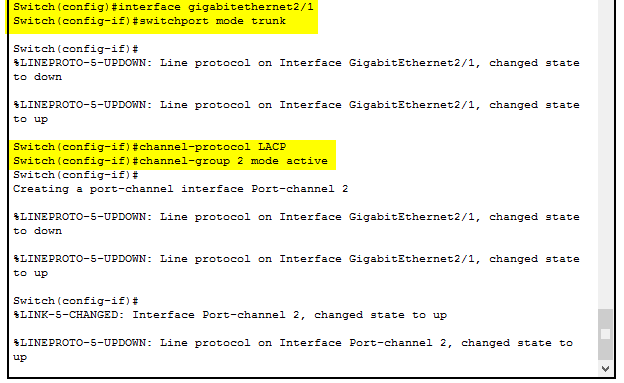 Switch(config)#interface gigabitethernet2/1
Switch(config-if)#switchport mode trunk
Switch(config-if)#
%LINEPROTO-5-UPDOWN: Line protocol on Interface GigabitEthernet2/1, changed state
to down
%LINEPROTO-5-UPDOWN: Line protocol on Interface GigabitEthernet2/1, changed state
to up
Switch(config-if)#channel-protocol LACP
Switch(config-if)#channel-group 2 mode active
Switch(config-if)#
Creating a port-channel interface Port-channel 2
%LINEPROTO-5-UPDOWN: Line protocol on Interface GigabitEthernet2/1, changed state
to down
%LINEPROTO-5-UPDOWN: Line protocol on Interface GigabitEthernet2/1, changed state
to up
Switch(config-if)#
%LINK-5-CHANGED: Interface Port-channel 2, changed state to up
%LINEPROTO-5-UPDOWN: Line protocol on Interface Port-channel 2, changed state to
up